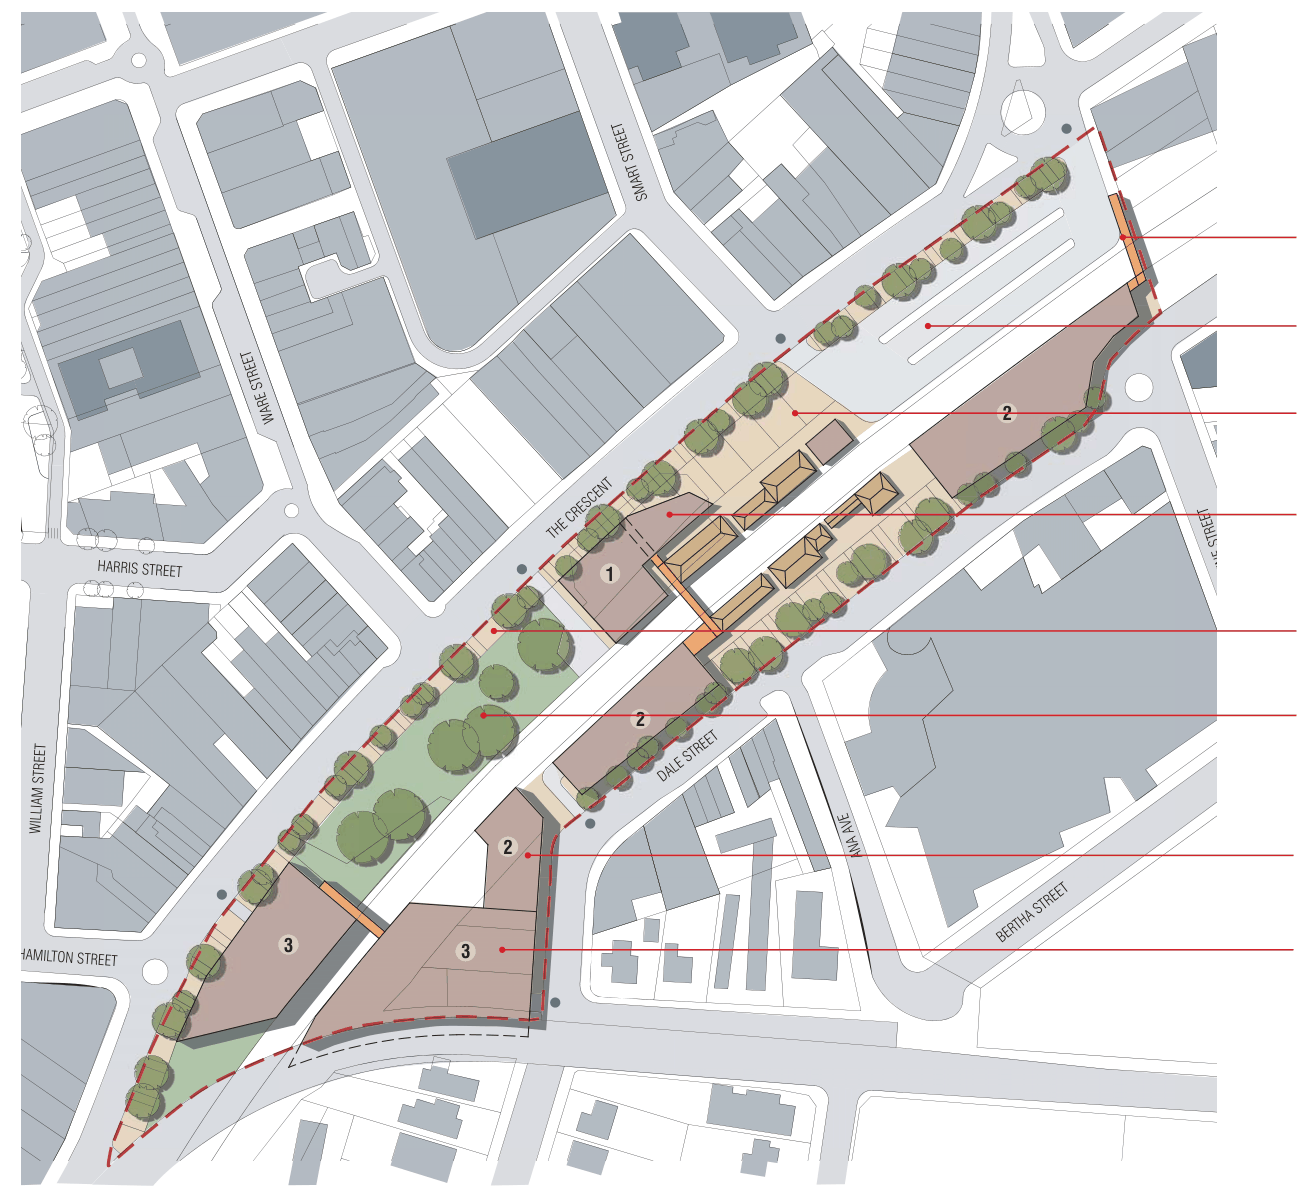 SMART STREET
WARE STREET
2
THE CRESCENT
HARRIS STREET
1
2
DALE STREET
WILLIAM STREET
2
ANA AVE
BERTHA STREET
3
3
HAMILTON STREET
STREET